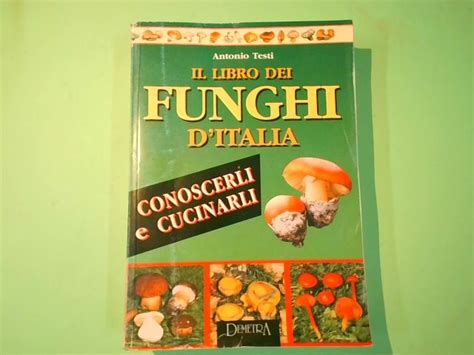 Antonio Testi
IL LIBRO DEI
FUNGHI
D'ITALIA
CONOSCERLI
e CUCINARLI
DEMETRA